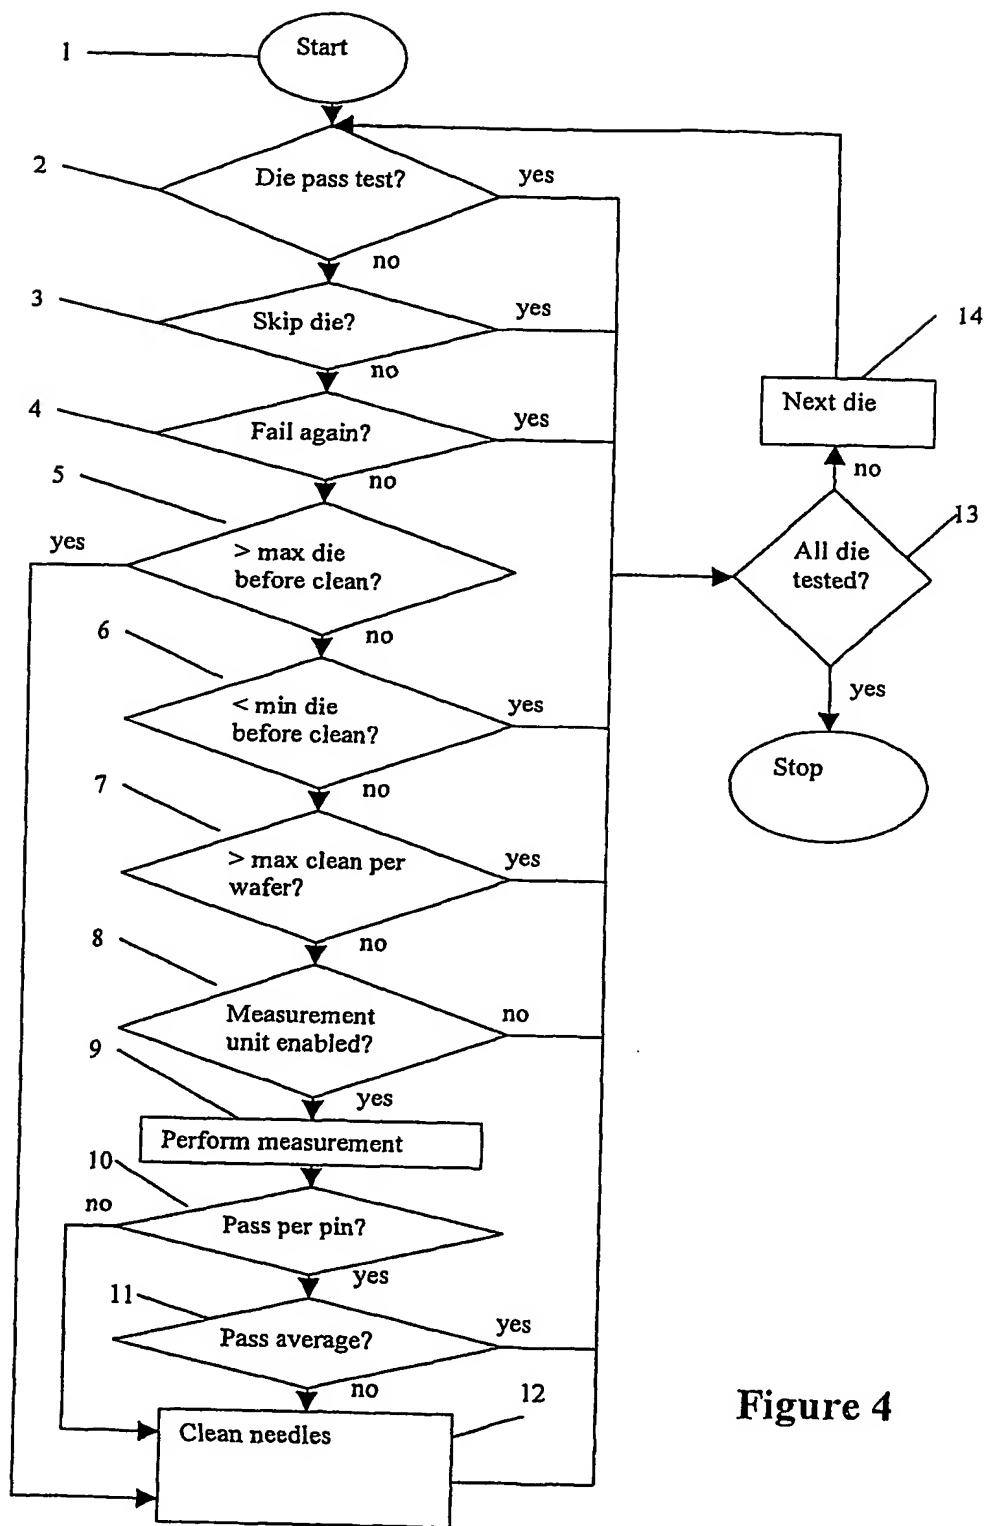 1
Start
2
Die pass test?
yes
no
3
Skip die?
yes
no
14
Next die
4
Fail again?
yes
no
no
5
yes
> max die
before clean?
no
13
All die
tested?
yes
6
< min die
before clean?
yes
no
Stop
7
> max clean per
wafer?
yes
no
8
Measurement
unit enabled?
no
yes
9
Perform measurement
10
no
Pass per pin?
yes
11
Pass average?
yes
no
12
Clean needles
Figure 4